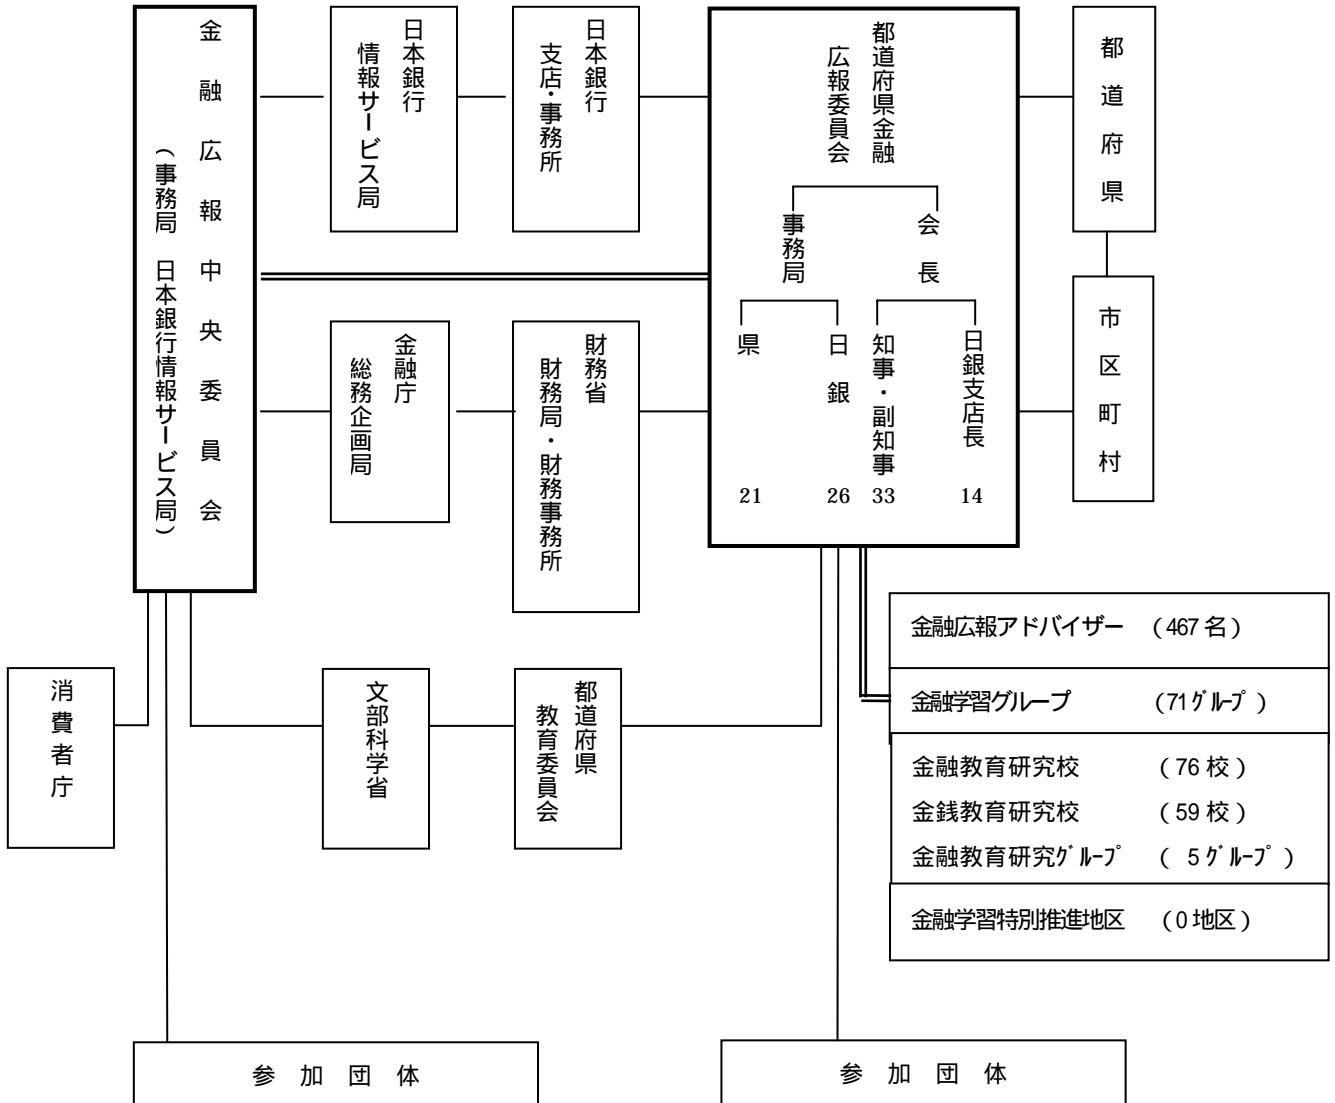 金融広報中央委員会
(事務局 日本銀行情報サービス局)
日本銀行
情報サービス局
日本銀行
支店・事務所
都道府県金融
広報委員会
会長
事務局
日銀支店長
14
知事・副知事
33
日銀
26
県
21
都道府県
市区町村
金融庁
総務企画局
財務省
財務局・財務事務所
消費者庁
文部科学省
都道府県
教育委員会
金融広報アドバイザー (467名)
金融学習グループ (71グループ)
金融教育研究校 (76校)
金銭教育研究校 (59校)
金融教育研究グループ ( 5グループ)
金融学習特別推進地区 (0地区)
参加団体
参加団体